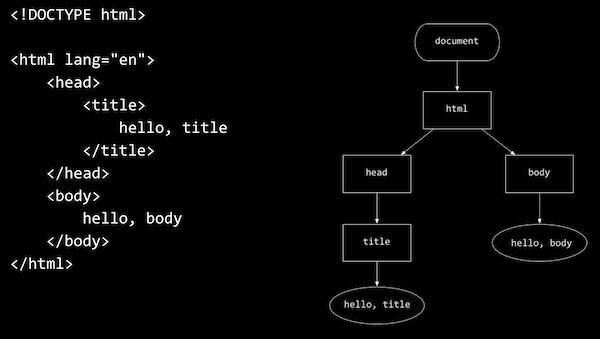 <!DOCTYPE html>
<html lang="en">
<head>
<title>
hello, title
</title>
</head>
<body>
hello, body
</body>
</html>
document
html
head
body
title
hello, body
hello, title